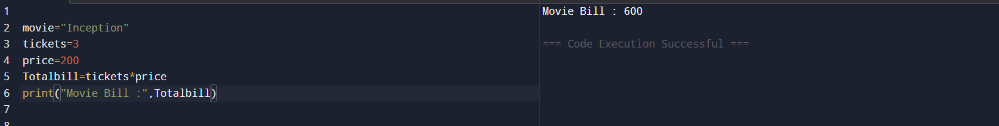 1
2 movie="Inception"
3 tickets=3
4 price=200
5 Totalbill=tickets*price
6 print("Movie Bill :",Totalbill)
7
8
Movie Bill : 600
=== Code Execution Successful ===